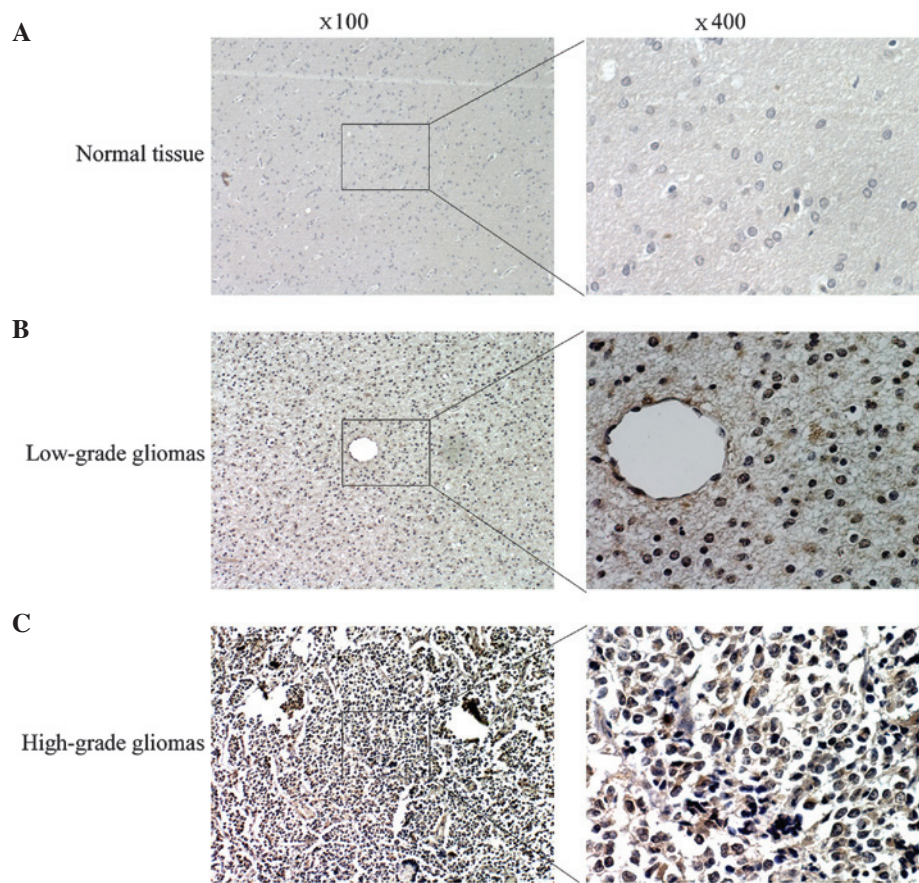 x100
x400
A
Normal tissue
B
Low-grade gliomas
C
High-grade gliomas